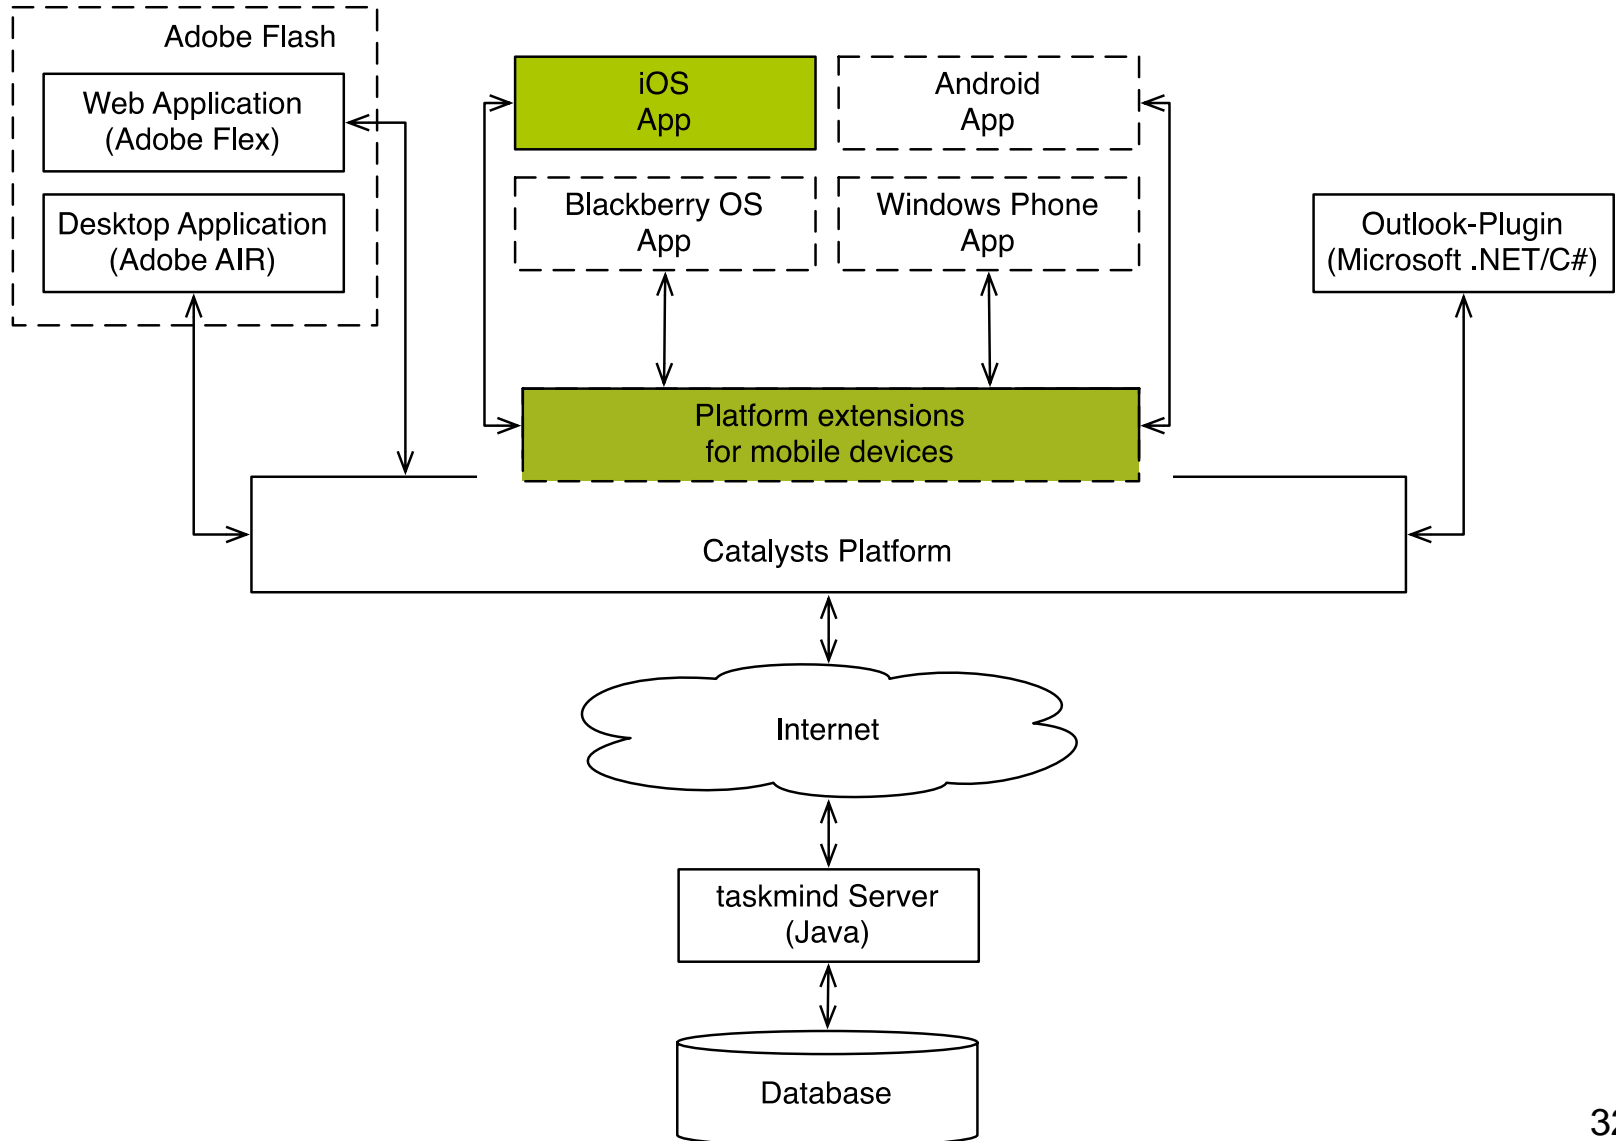 Adobe Flash
Web Application
(Adobe Flex)
Desktop Application
(Adobe AIR)
iOS
App
Android
App
Blackberry OS
App
Windows Phone
App
Outlook-Plugin
(Microsoft .NET/C#)
Platform extensions
for mobile devices
Catalysts Platform
Internet
taskmind Server
(Java)
Database
32